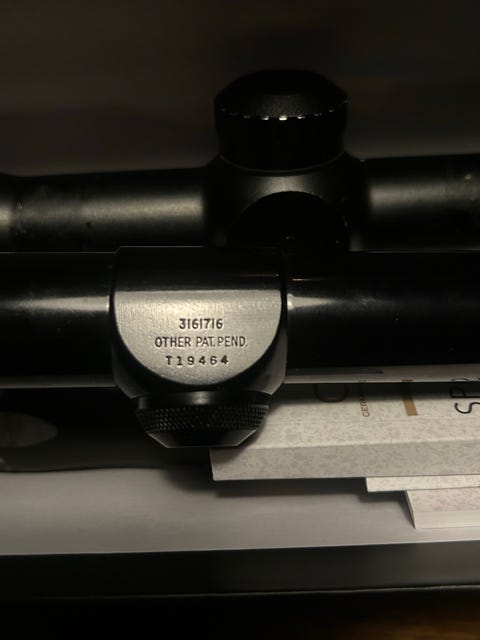 3161716
OTHER PAT. PEND.
T19464